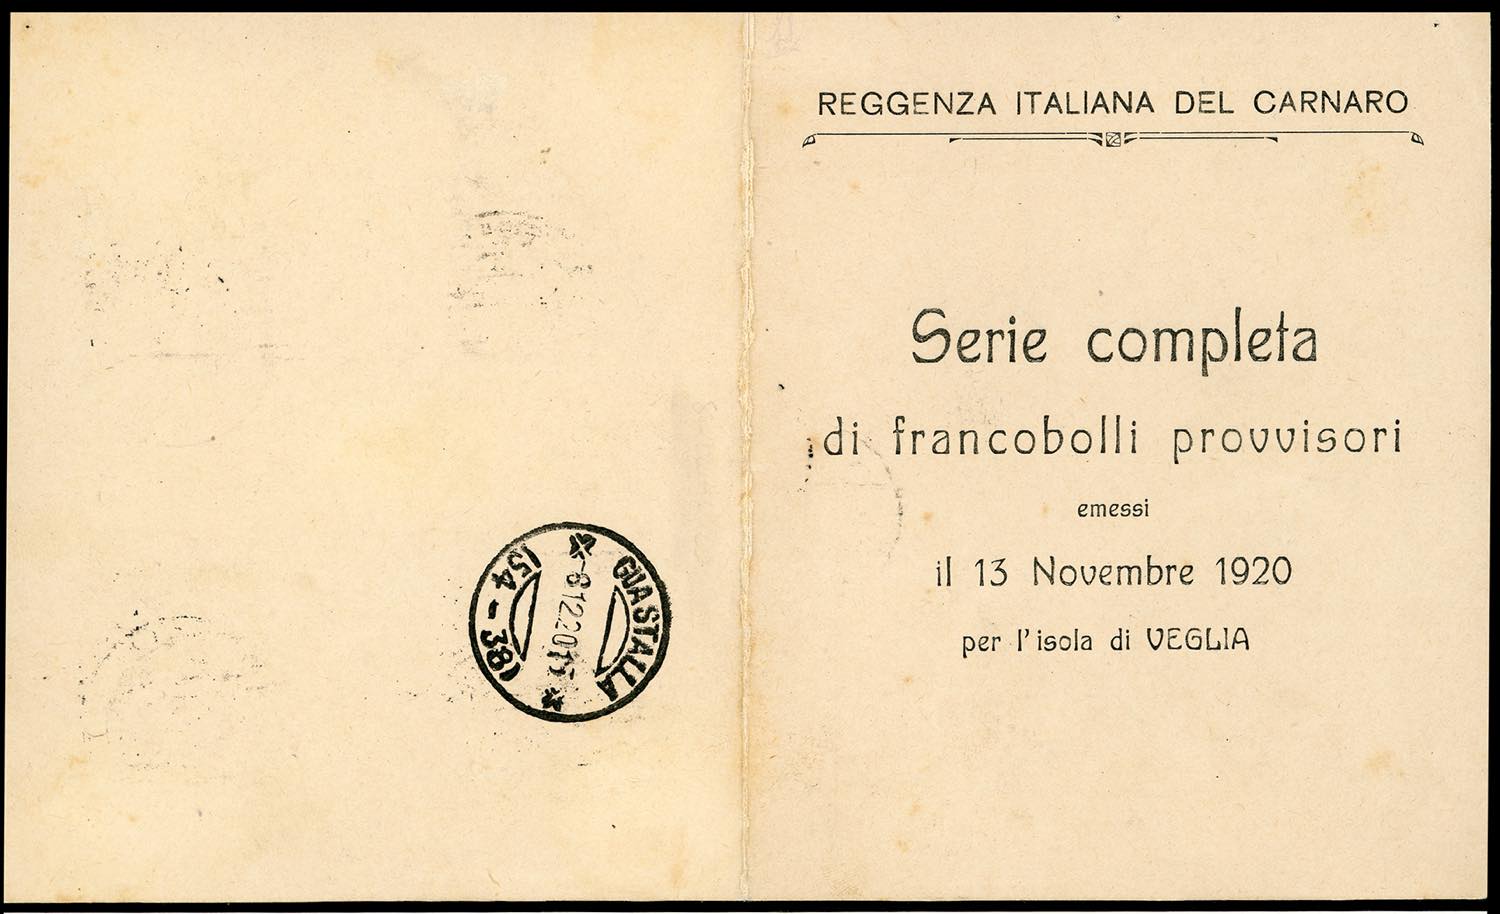 REGGENZA ITALIANA DEL CARNARO
Serie completa
di francobolli provvisori
emessi
il 13 Novembre 1920
per l'isola di VEGLIA
GUASTALLA
-8.12.20.15
(54-38)